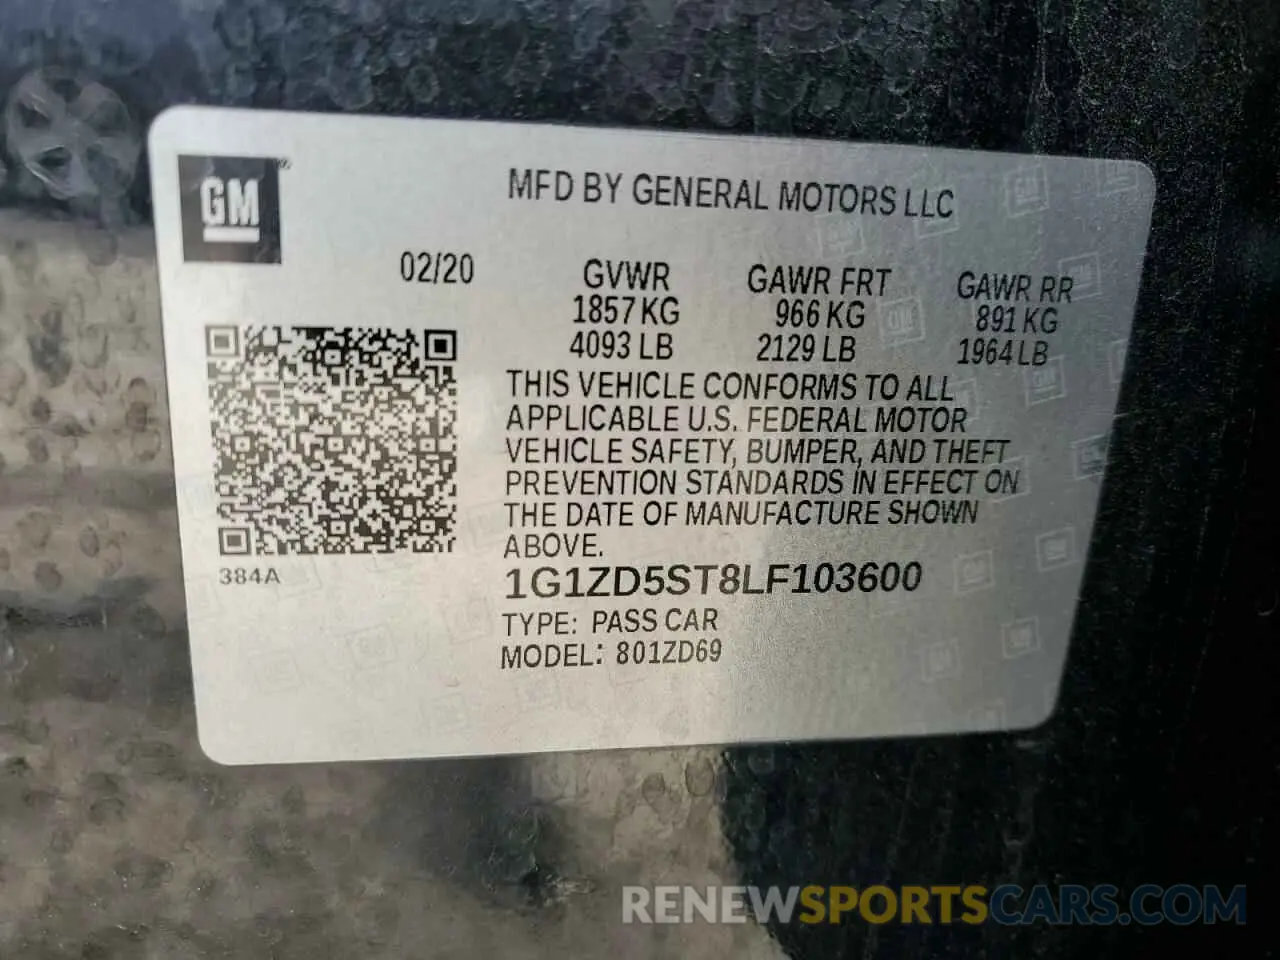 GM
MFD BY GENERAL MOTORS LLC
02/20
GVWR GAWR FRT GAWR RR
1857 KG 966 KG 891 KG
4093 LB 2129 LB 1964 LB
THIS VEHICLE CONFORMS TO ALL
APPLICABLE U.S. FEDERAL MOTOR
VEHICLE SAFETY, BUMPER, AND THEFT
PREVENTION STANDARDS IN EFFECT ON
THE DATE OF MANUFACTURE SHOWN
ABOVE.
384A
1G1ZD5ST8LF103600
TYPE: PASS CAR
MODEL: 801ZD69
RENEWSPORTSCARS.COM